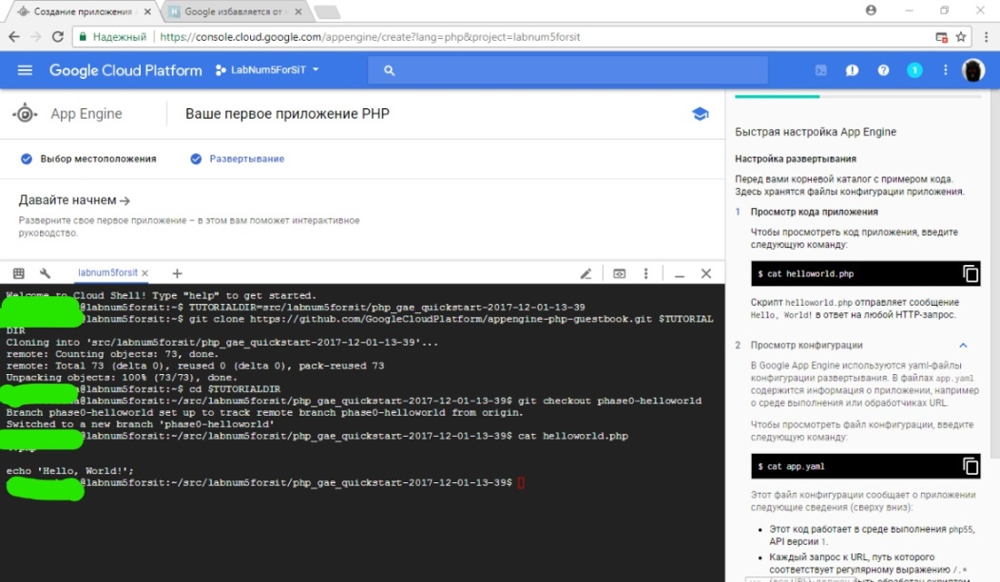 Создание приложения
Google избавляется от
Надежный
https://console.cloud.google.com/appengine/create?lang=php&project=labnum5forsit
Google Cloud Platform
LabNum5ForSIT
1
App Engine
Ваше первое приложение PHP
Выбор местоположения
Развертывание
Давайте начнем
Разверните свое первое приложение – в этом вам поможет интерактивное
руководство.
labnum5forsit
Welcome to Cloud Shell! Type "help" to get started.
@labnum5forsit:~$ TUTORIALDIR=src/labnum5forsit/php_gae_quickstart-2017-12-01-13-39
@labnum5forsit:~$ git clone https://github.com/GoogleCloudPlatform/appengine-php-guestbook.git $TUTORIAL
DIR
Cloning into 'src/labnum5forsit/php_gae_quickstart-2017-12-01-13-39'...
remote: Counting objects: 73, done.
remote: Total 73 (delta 0), reused 0 (delta 0), pack-reused 73
Unpacking objects: 100% (73/73), done.
@labnum5forsit:~$ cd $TUTORIALDIR
@labnum5forsit:~/src/labnum5forsit/php_gae_quickstart-2017-12-01-13-39$ git checkout phase0-helloworld
Branch phase0-helloworld set up to track remote branch phase0-helloworld from origin.
Switched to a new branch 'phase0-helloworld'
@labnum5forsit:~/src/labnum5forsit/php_gae_quickstart-2017-12-01-13-39$ cat helloworld.php
echo 'Hello, World!';
@labnum5forsit:~/src/labnum5forsit/php_gae_quickstart-2017-12-01-13-39$
Быстрая настройка App Engine
Настройка развертывания
Перед вами корневой каталог с примером кода.
Здесь хранятся файлы конфигурации приложения.
1 Просмотр кода приложения
Чтобы просмотреть код приложения, введите
следующую команду:
$ cat helloworld.php
Скрипт helloworld.php отправляет сообщение
Hello, World! в ответ на любой HTTP-запрос.
2 Просмотр конфигурации
В Google App Engine используются yaml-файлы
конфигурации развертывания. В файлах app.yaml
содержится информация о приложении, например
о среде выполнения или обработчиках URL.
Чтобы просмотреть файл конфигурации, введите
следующую команду:
$ cat app.yaml
Этот файл конфигурации сообщает о приложении
следующие сведения (сверху вниз):
• Этот код работает в среде выполнения php55,
API версии 1.
• Каждый запрос к URL, путь которого
соответствует регулярному выражению /.*